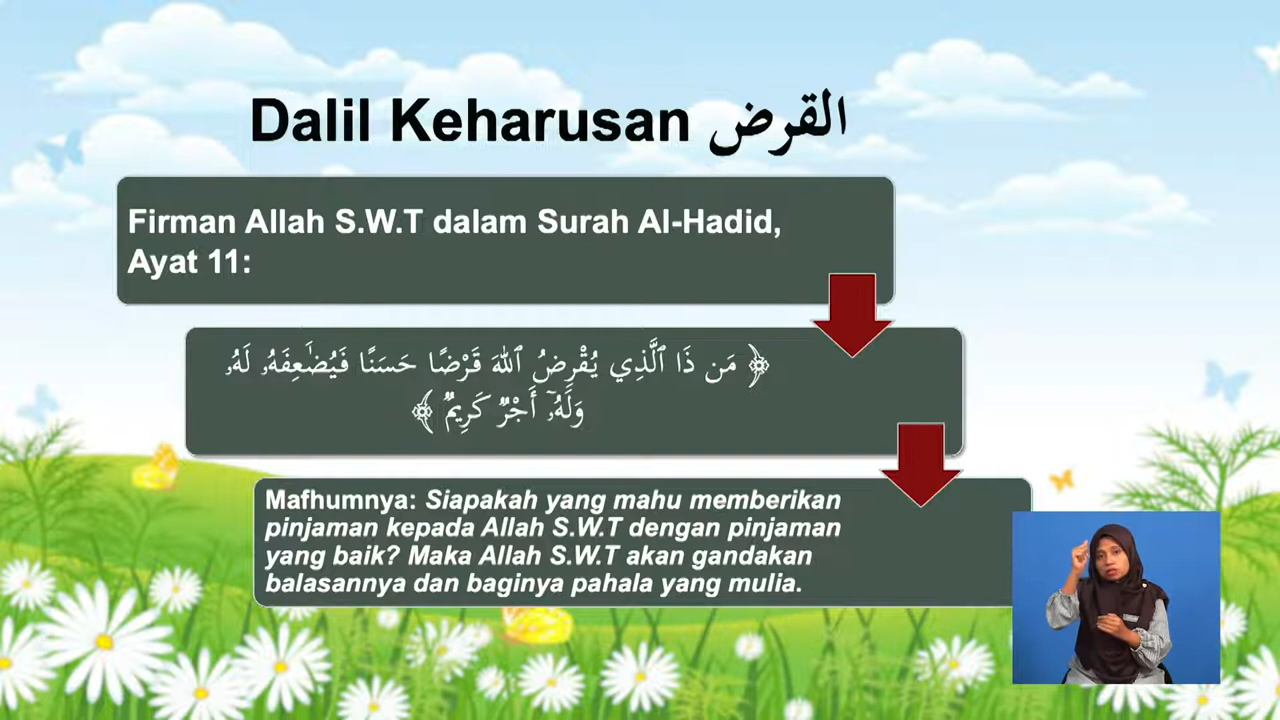 Dalil Keharusan القرض
Firman Allah S.W.T dalam Surah Al-Hadid,
Ayat 11:
﴿ مَن ذَا ٱلَّذِي يُقْرِضُ ٱللَّهَ قَرْضًا حَسَنًا فَيُضَٰعِفَهُۥ لَهُۥ
وَلَهُۥٓ أَجْرٌ كَرِيمٌ ﴾
Mafhumnya: Siapakah yang mahu memberikan
pinjaman kepada Allah S.W.T dengan pinjaman
yang baik? Maka Allah S.W.T akan gandakan
balasannya dan baginya pahala yang mulia.